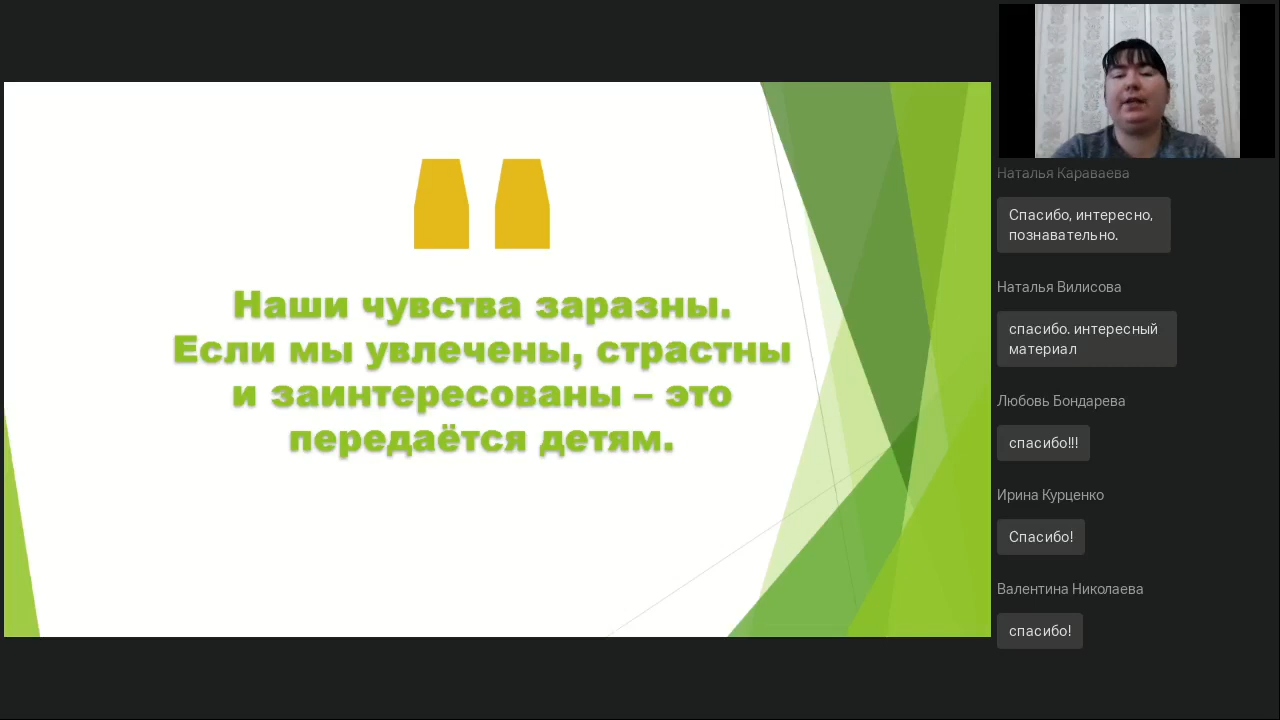 Наши чувства заразны.
Если мы увлечены, страстны
и заинтересованы – это
передаётся детям.
Наталья Караваева
Спасибо, интересно,
познавательно.
Наталья Вилисова
спасибо. интересный
материал
Любовь Бондарева
спасибо!!!
Ирина Курценко
Спасибо!
Валентина Николаева
спасибо!